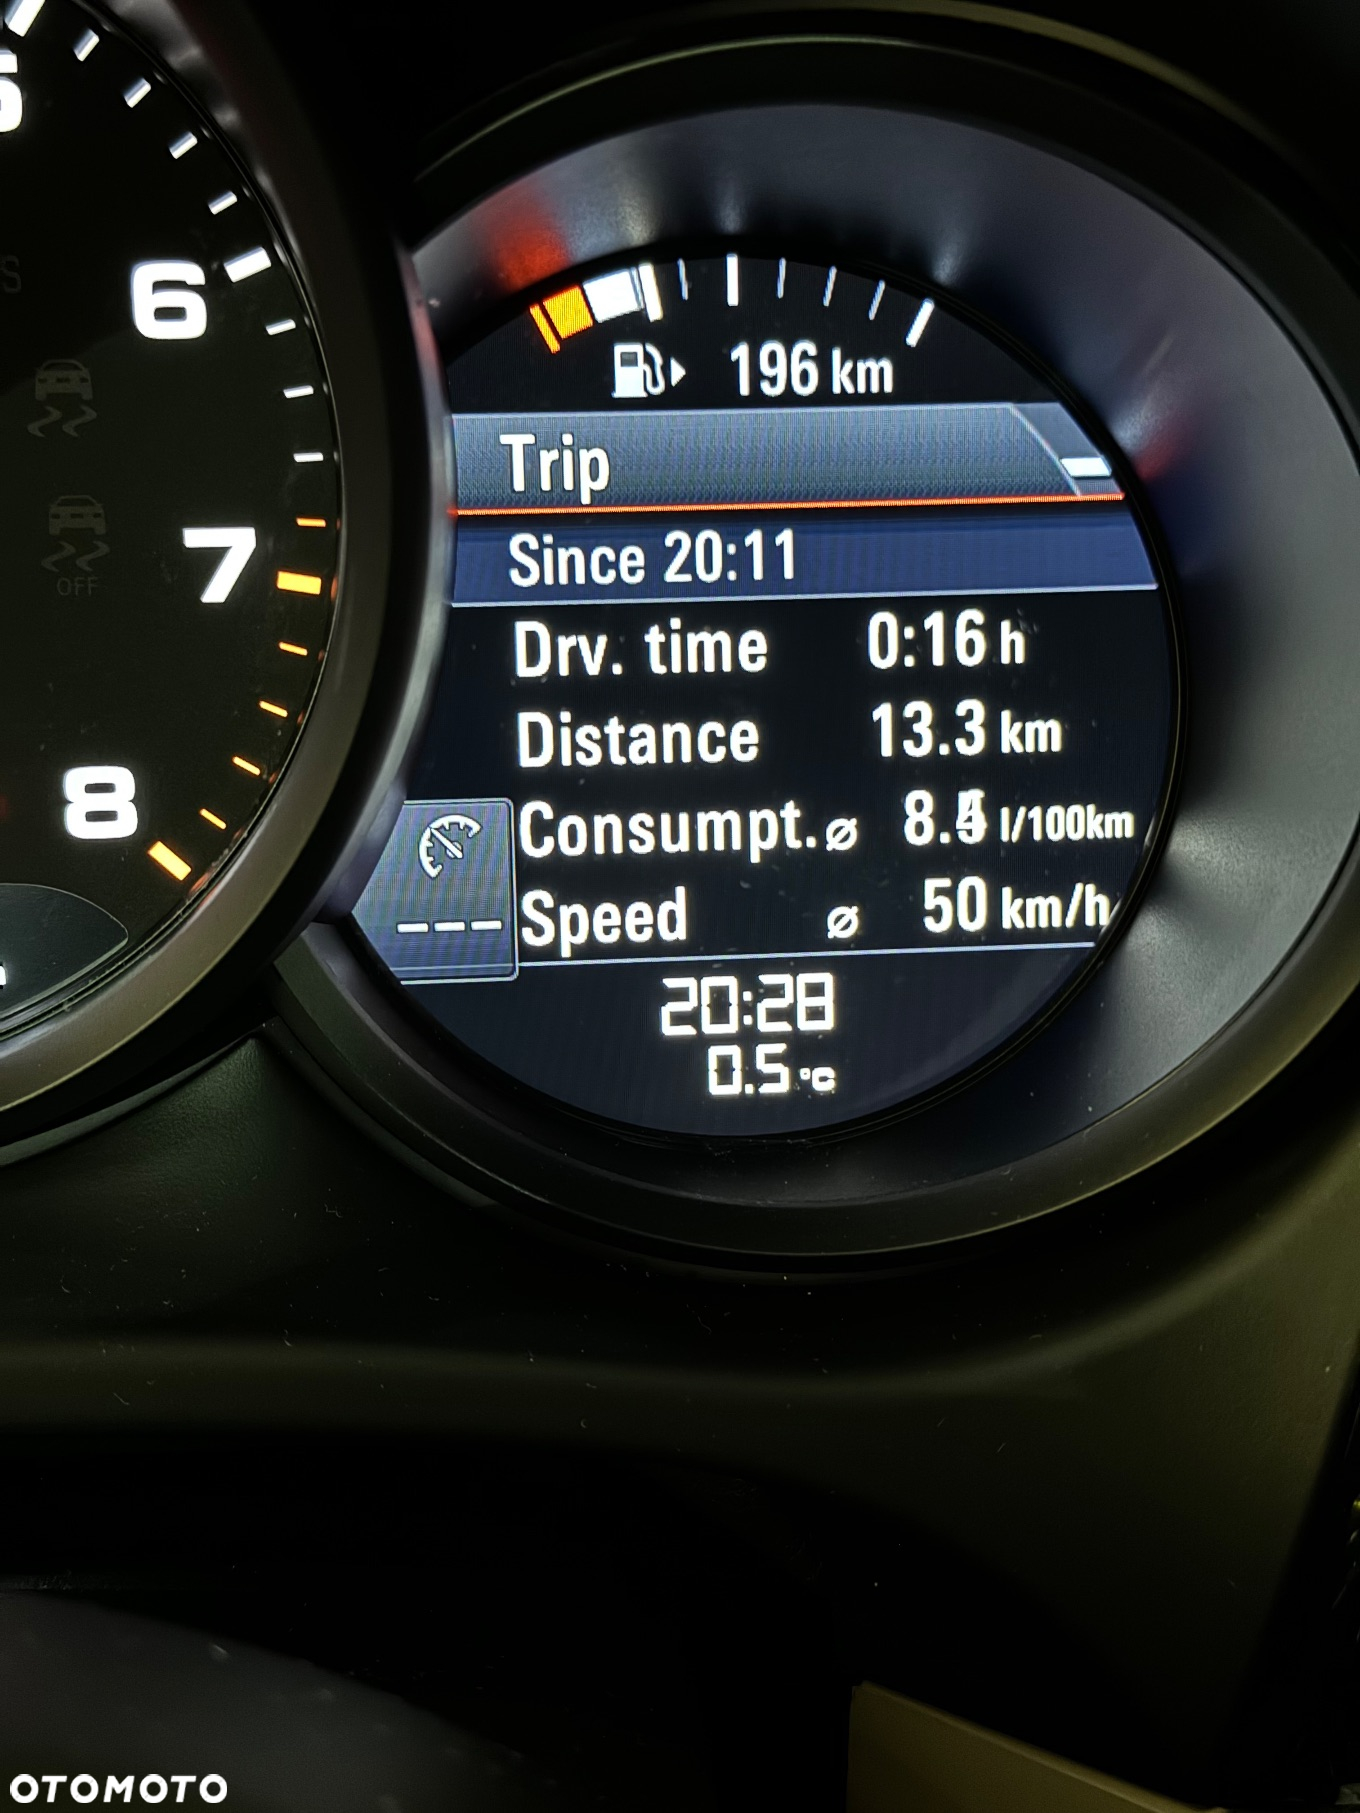 6
7
8
OFF
196 km
Trip
Since 20:11
Drv. time 0:16 h
Distance 13.3 km
Consumpt. ⌀ l/100km
Speed ⌀ 50 km/h
20:28
0.5 °C
OTOMOTO